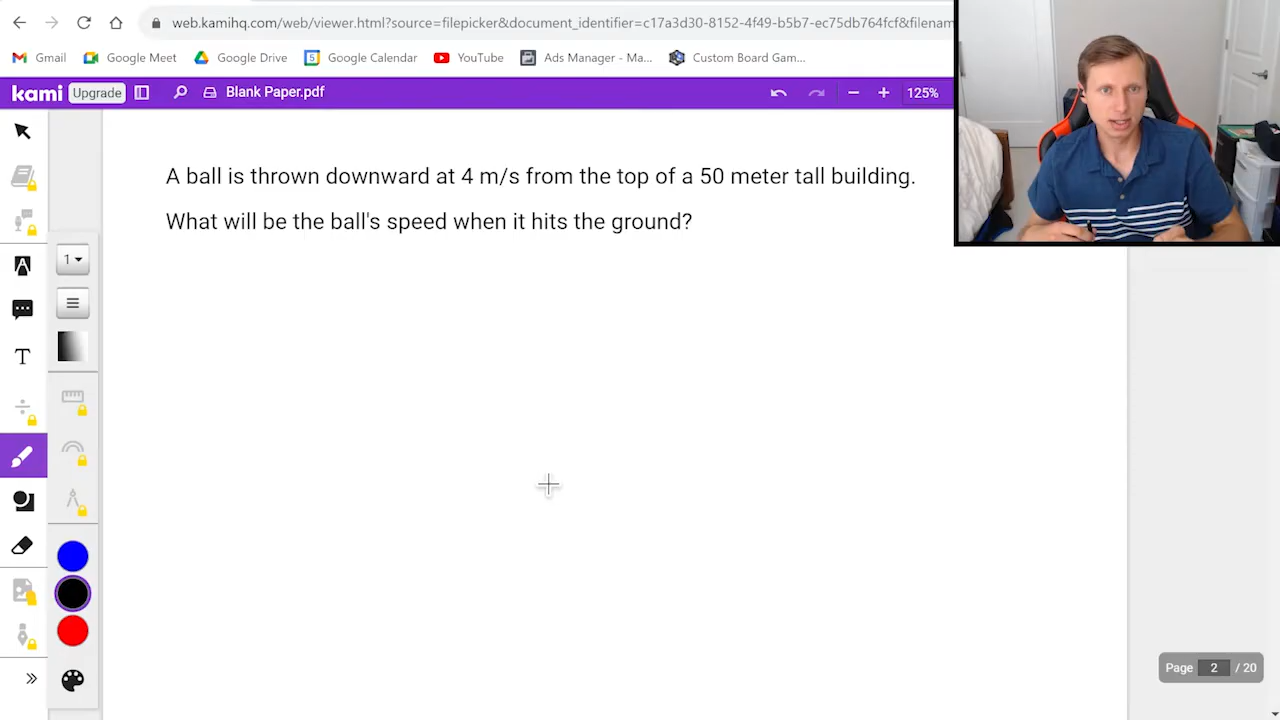 web.kamihq.com/web/viewer.html?source=filepicker&document_identifier=c17a3d30-8152-4f49-b5b7-ec75db764fcf&filenam
Gmail Google Meet Google Drive 5 Google Calendar YouTube Ads Manager - Ma... Custom Board Gam...
kami Upgrade Blank Paper.pdf 125%
A ball is thrown downward at 4 m/s from the top of a 50 meter tall building.
What will be the ball's speed when it hits the ground?
1
T
Page 2 / 20